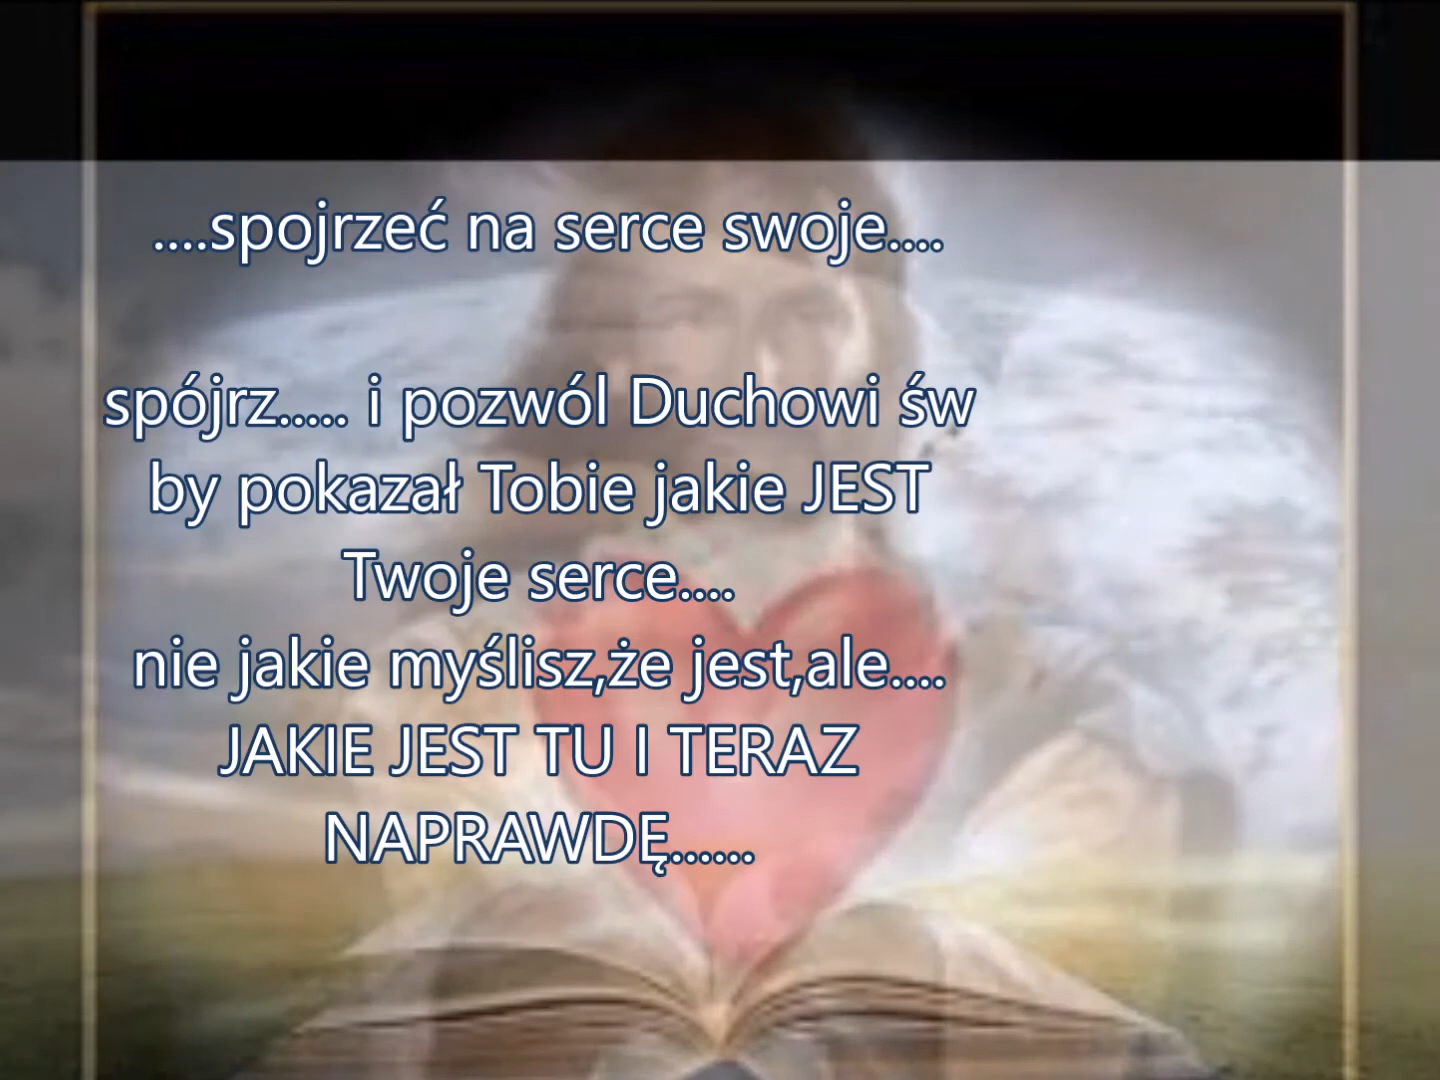 ....spojrzeć na serce swoje....
spójrz..... i pozwól Duchowi św
by pokazał Tobie jakie JEST
Twoje serce....
nie jakie myślisz,że jest,ale....
JAKIE JEST TU I TERAZ
NAPRAWDĘ......